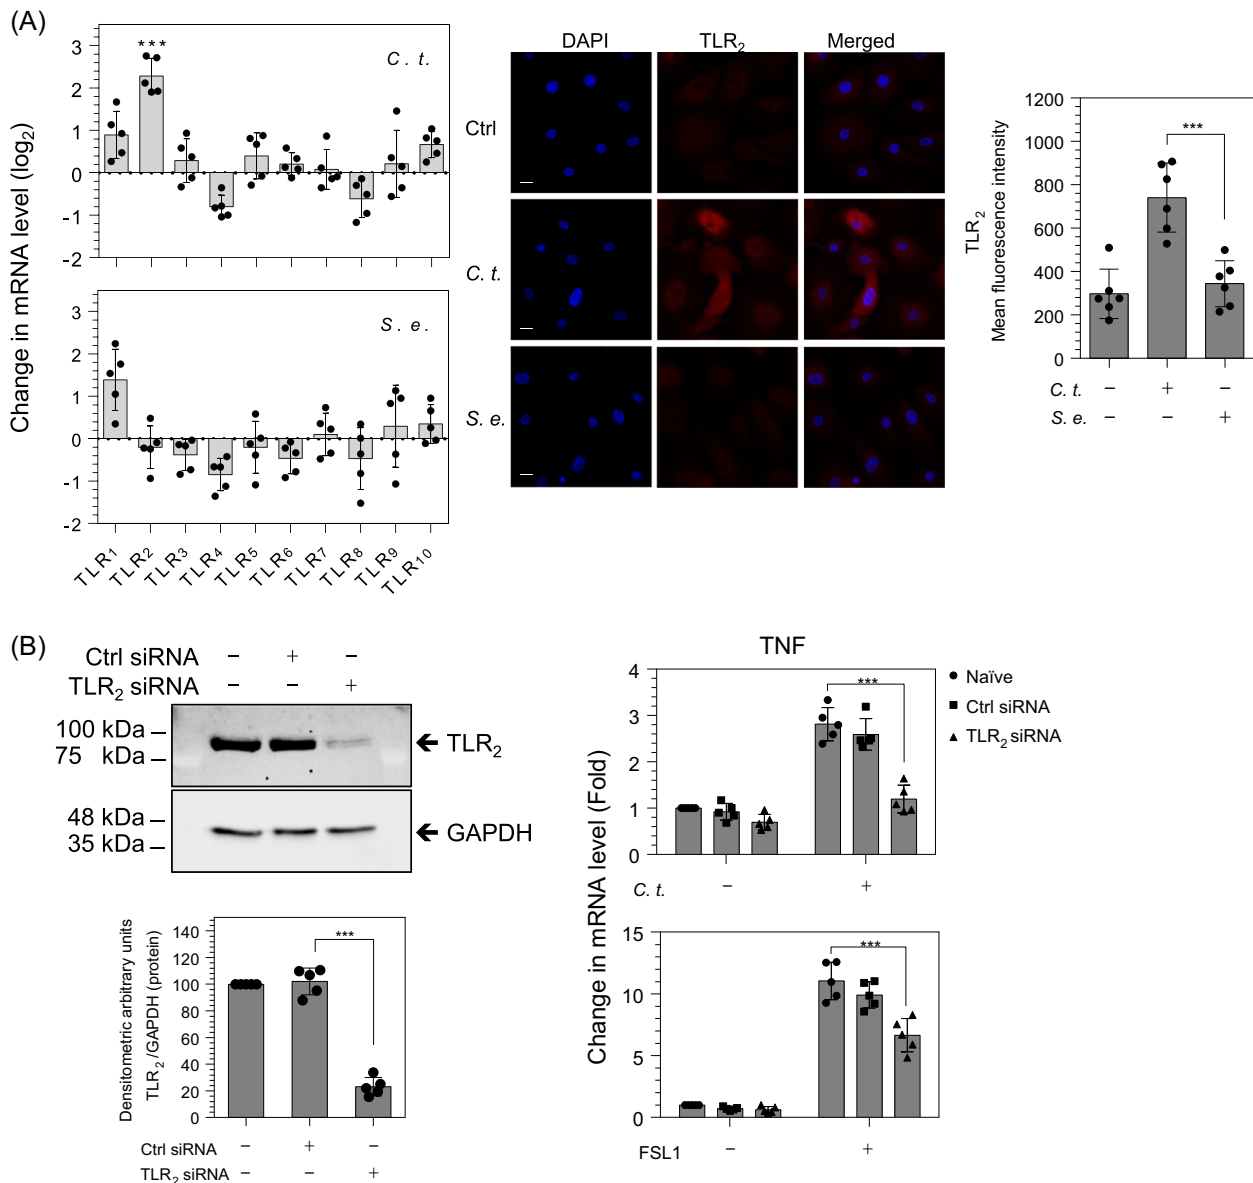 (A)
Change in mRNA level (log2)
3
2
1
0
-1
-2
***
C. t.
3
2
1
0
-1
-2
S. e.
TLR1
TLR2
TLR3
TLR4
TLR5
TLR6
TLR7
TLR8
TLR9
TLR10
DAPI TLR2 Merged
Ctrl
C. t.
S. e.
TLR2
Mean fluorescence intensity
1200
1000
800
600
400
200
0
***
C. t. – + –
S. e. – – +
(B)
Ctrl siRNA – + –
TLR2 siRNA – – +
100 kDa
75 kDa
TLR2
48 kDa
35 kDa
GAPDH
Densitometric arbitrary units
TLR2/GAPDH (protein)
140
120
100
80
60
40
20
0
***
Ctrl siRNA – + –
TLR2 siRNA – – +
TNF
Change in mRNA level (Fold)
4
3
2
1
0
***
C. t. – +
Naïve
Ctrl siRNA
TLR2 siRNA
15
10
5
0
***
FSL1 – +